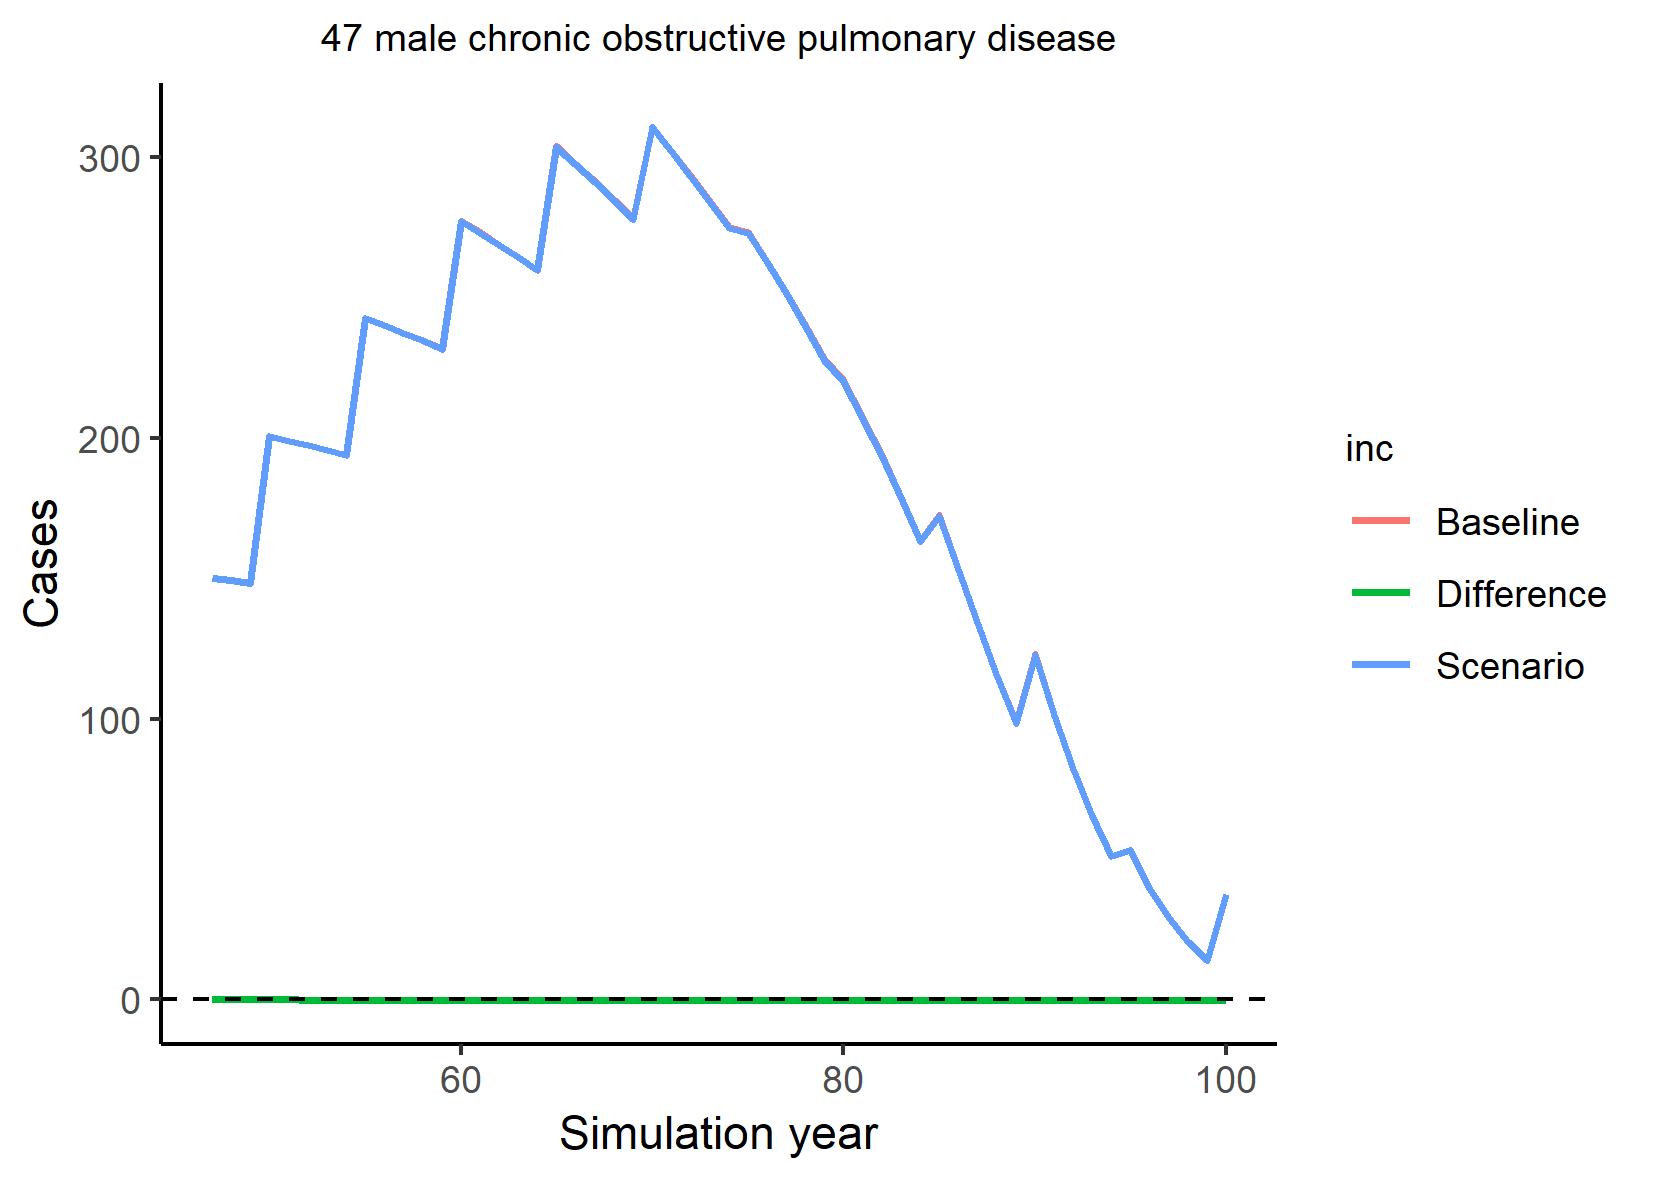 47 male chronic obstructive pulmonary disease
Cases
300
200
100
0
60 80 100
Simulation year
inc
Baseline
Difference
Scenario